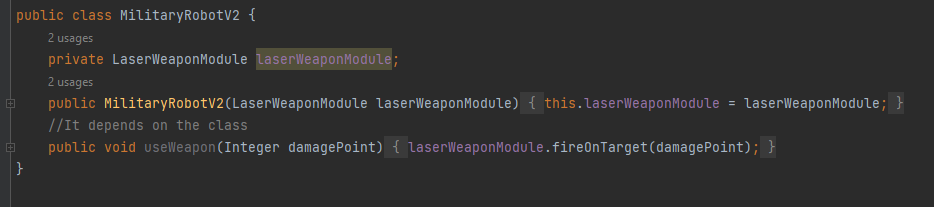 public class MilitaryRobotV2 {
2 usages
private LaserWeaponModule laserWeaponModule;
2 usages
public MilitaryRobotV2(LaserWeaponModule laserWeaponModule) { this.laserWeaponModule = laserWeaponModule; }
//It depends on the class
public void useWeapon(Integer damagePoint) { laserWeaponModule.fireOnTarget(damagePoint); }
}